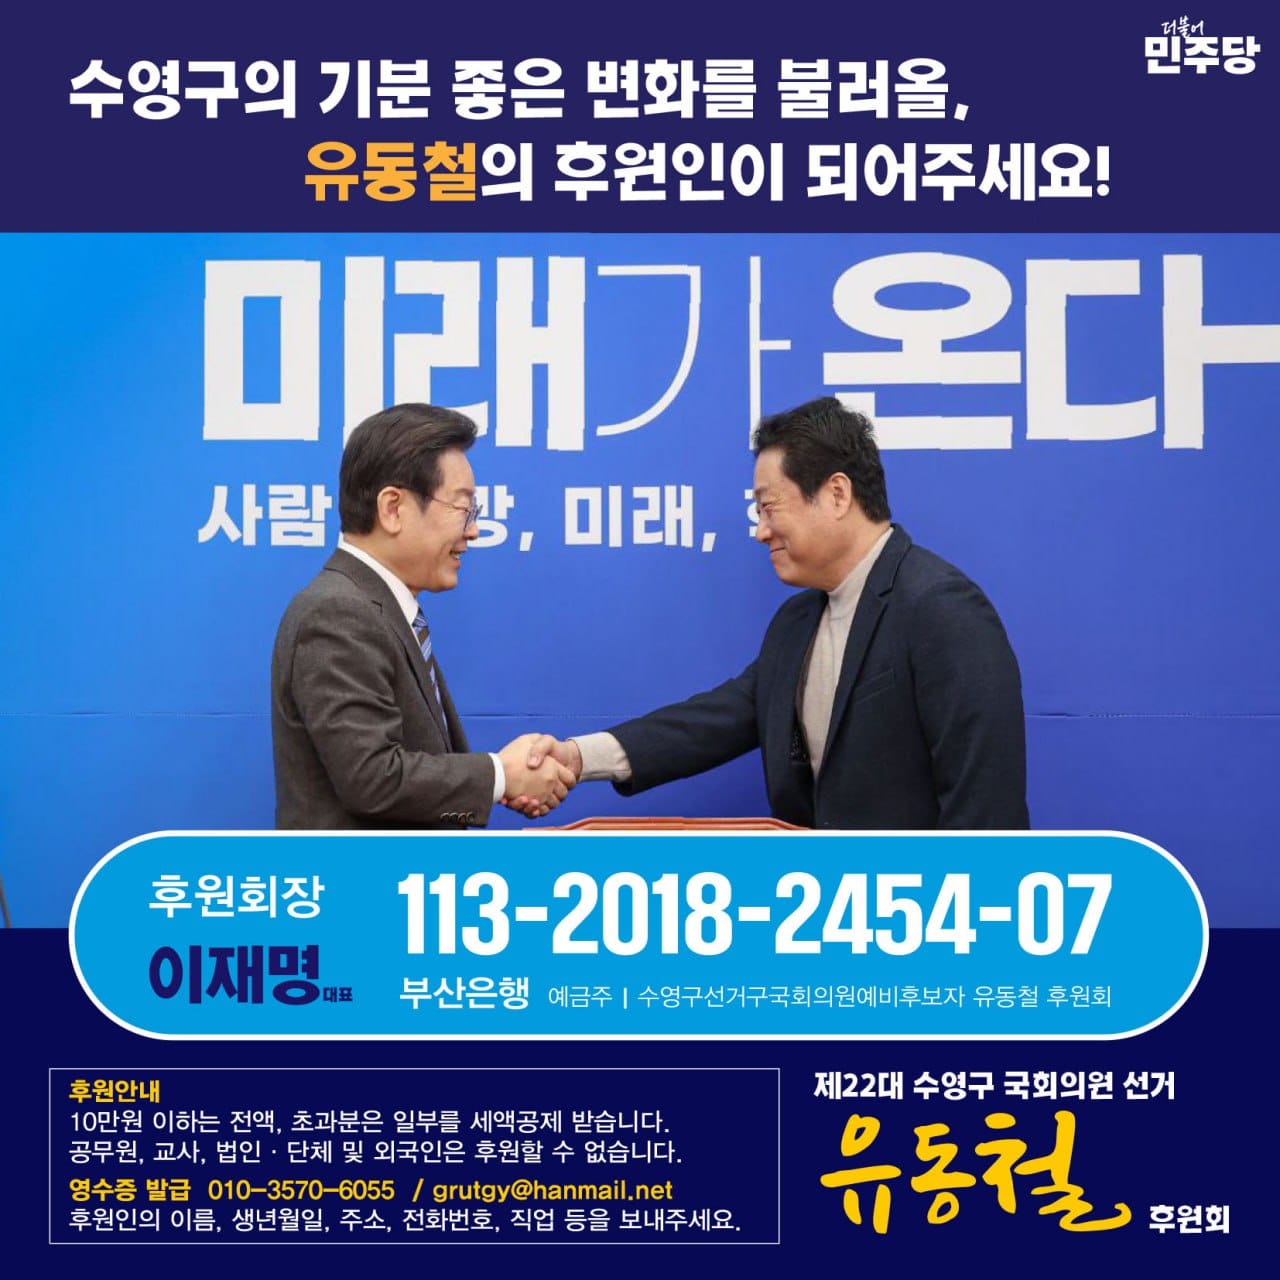 더불어
민주당
수영구의 기분 좋은 변화를 불러올,
유동철의 후원인이 되어주세요!
미래가 온다
사람, 미래,
후원회장
이재명 대표
113-2018-2454-07
부산은행 예금주 | 수영구선거구국회의원예비후보자 유동철 후원회
후원안내
10만원 이하는 전액, 초과분은 일부를 세액공제 받습니다.
공무원, 교사, 법인 · 단체 및 외국인은 후원할 수 없습니다.
영수증 발급 010-3570-6055 / grutgy@hanmail.net
후원인의 이름, 생년월일, 주소, 전화번호, 직업 등을 보내주세요.
제22대 수영구 국회의원 선거
유동철
후원회